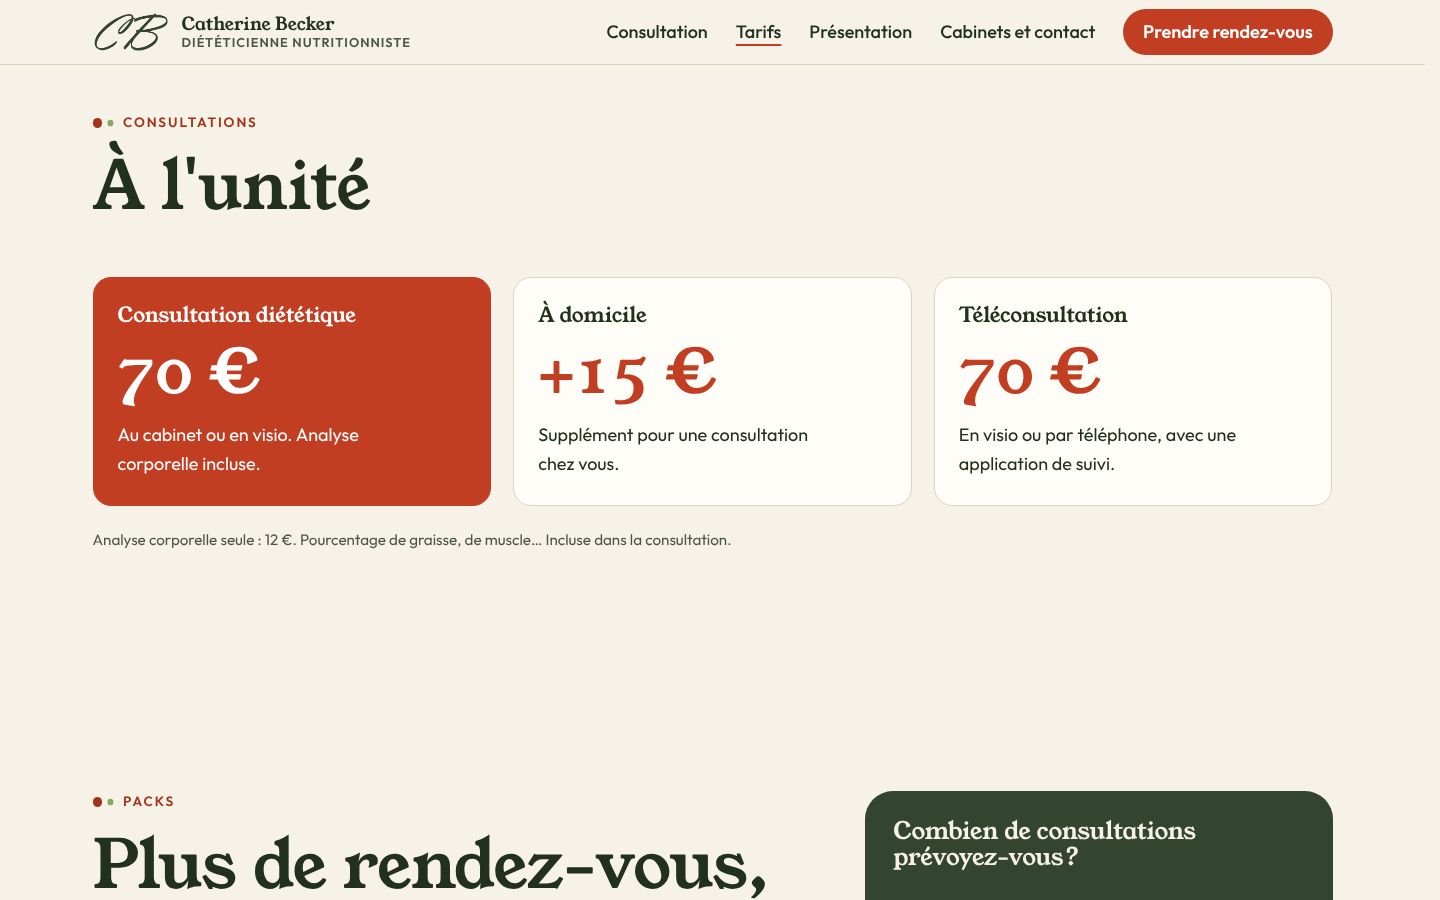 CB
Catherine Becker
DIÉTÉTICIENNE NUTRITIONNISTE
Consultation
Tarifs
Présentation
Cabinets et contact
Prendre rendez-vous
CONSULTATIONS
À l'unité
Consultation diététique
70 €
Au cabinet ou en visio. Analyse
corporelle incluse.
À domicile
+15 €
Supplément pour une consultation
chez vous.
Téléconsultation
70 €
En visio ou par téléphone, avec une
application de suivi.
Analyse corporelle seule : 12 €. Pourcentage de graisse, de muscle… Incluse dans la consultation.
PACKS
Plus de rendez-vous,
Combien de consultations
prévoyez-vous ?